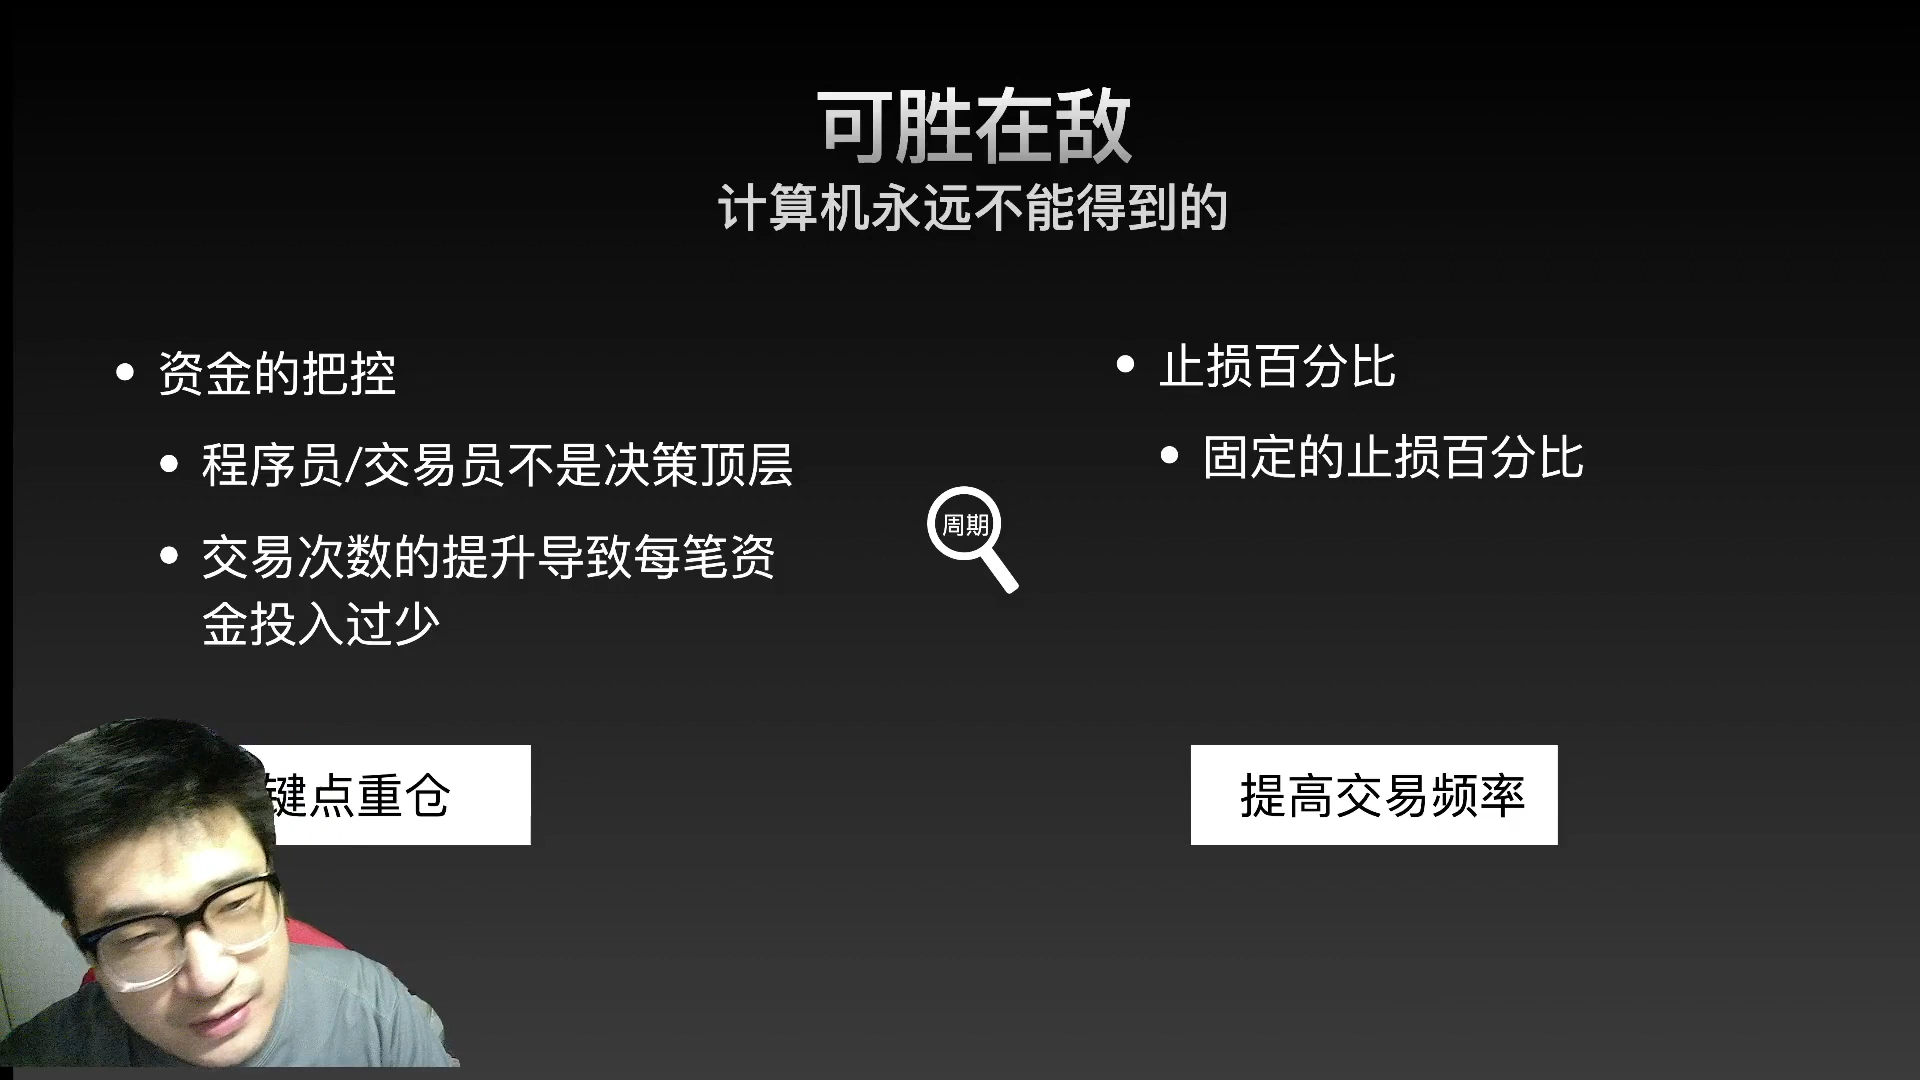 可胜在敌
计算机永远不能得到的
资金的把控
程序员/交易员不是决策顶层
交易次数的提升导致每笔资
金投入过少
周期
止损百分比
固定的止损百分比
键点重仓
提高交易频率